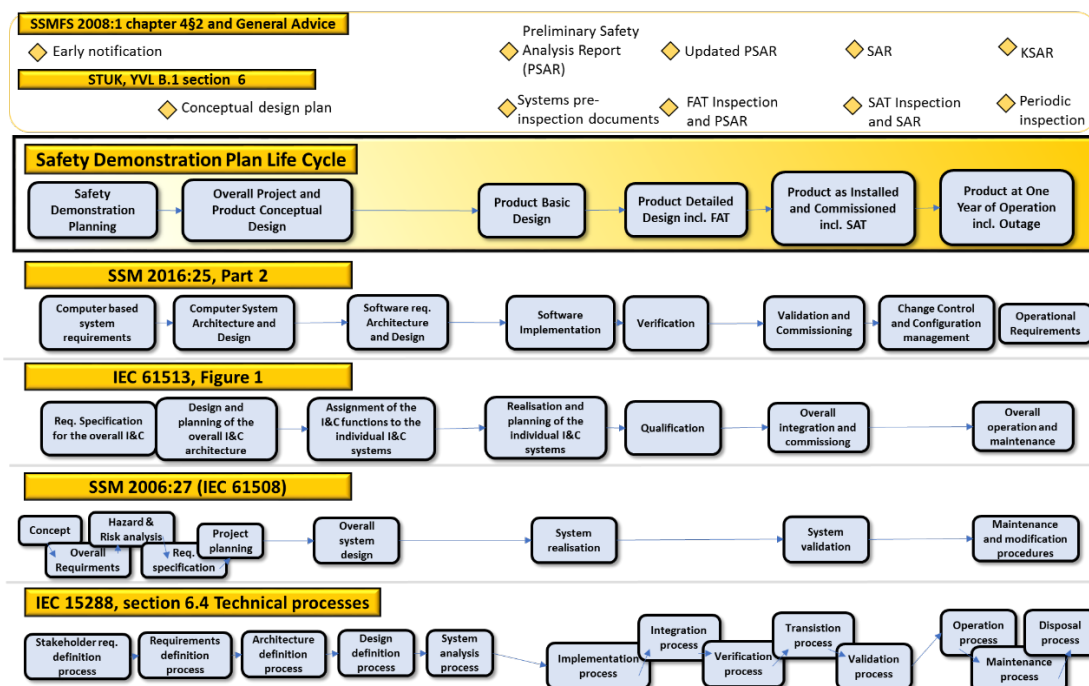 SSMFS 2008:1 chapter 4§2 and General Advice
Early notification
Preliminary Safety
Analysis Report
(PSAR)
Updated PSAR
SAR
KSAR
STUK, YVL B.1 section 6
Conceptual design plan
Systems pre-
inspection documents
FAT Inspection
and PSAR
SAT Inspection
and SAR
Periodic
inspection
Safety Demonstration Plan Life Cycle
Safety
Demonstration
Planning
Overall Project and
Product Conceptual
Design
Product Basic
Design
Product Detailed
Design incl. FAT
Product as Installed
and Commissioned
incl. SAT
Product at One
Year of Operation
incl. Outage
SSM 2016:25, Part 2
Computer based
system
requirements
Computer System
Architecture and
Design
Software req.
Architecture
and Design
Software
Implementation
Verification
Validation and
Commissioning
Change Control
and Configuration
management
Operational
Requirements
IEC 61513, Figure 1
Req. Specification
for the overall I&C
Design and
planning of the
overall I&C
architecture
Assignment of the
I&C functions to the
individual I&C
systems
Realisation and
planning of the
individual I&C
systems
Qualification
Overall
integration and
commissiong
Overall
operation and
maintenance
SSM 2006:27 (IEC 61508)
Concept
Overall
Requirments
Hazard &
Risk analysis
Req.
specification
Project
planning
Overall
system
design
System
realisation
System
validation
Maintenance
and modification
procedures
IEC 15288, section 6.4 Technical processes
Stakeholder req.
definition
process
Requirements
definition
process
Architecture
definition
process
Design
definition
process
System
analysis
process
Implementation
process
Integration
process
Verification
process
Transistion
process
Validation
process
Operation
process
Maintenance
process
Disposal
process